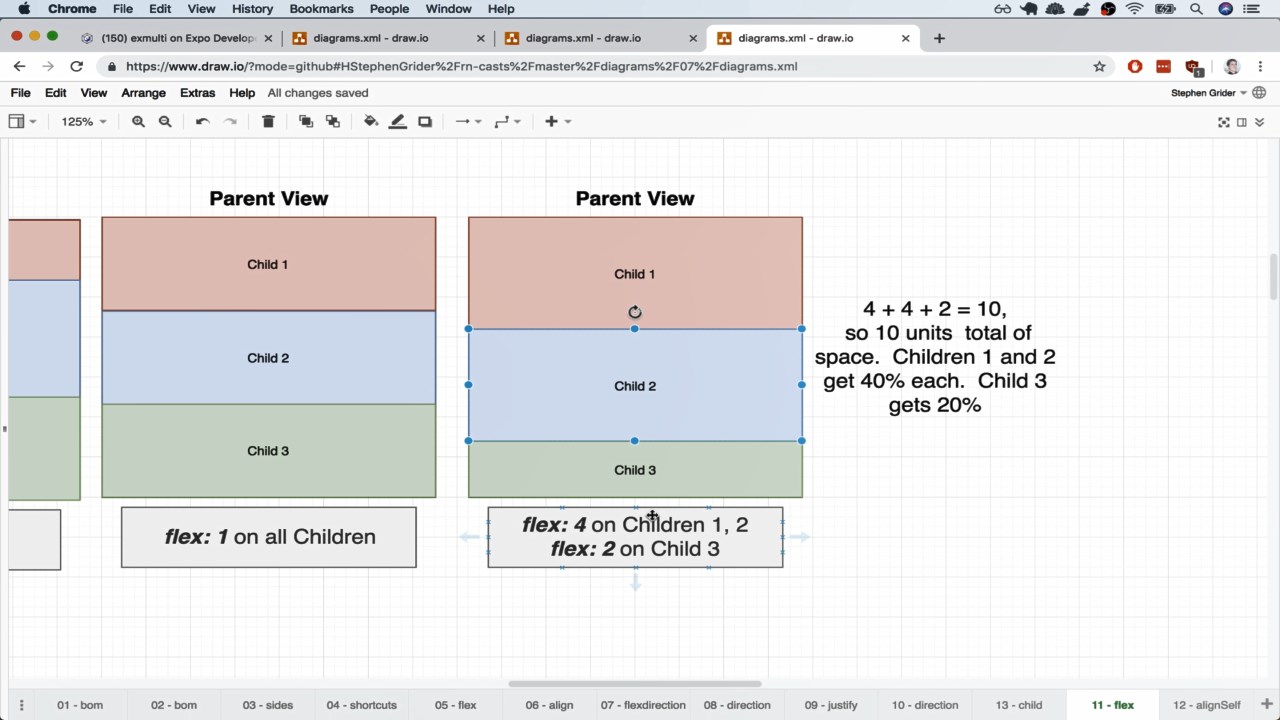 Chrome File Edit View History Bookmarks People Window Help
(150) exmulti on Expo Develop
diagrams.xml - draw.io
diagrams.xml - draw.io
diagrams.xml - draw.io
https://www.draw.io/?mode=github#HStephenGrider%2Frn-casts%2Fmaster%2Fdiagrams%2F07%2Fdiagrams.xml
1
File Edit View Arrange Extras Help All changes saved
Stephen Grider
125%
Parent View
Parent View
Child 1
Child 2
Child 3
Child 1
Child 2
Child 3
4 + 4 + 2 = 10,
so 10 units total of
space. Children 1 and 2
get 40% each. Child 3
gets 20%
flex: 1 on all Children
flex: 4 on Children 1, 2
flex: 2 on Child 3
01 - bom 02 - bom 03 - sides 04 - shortcuts 05 - flex 06 - align 07 - flexdirection 08 - direction 09 - justify 10 - direction 13 - child 11 - flex 12 - alignSelf